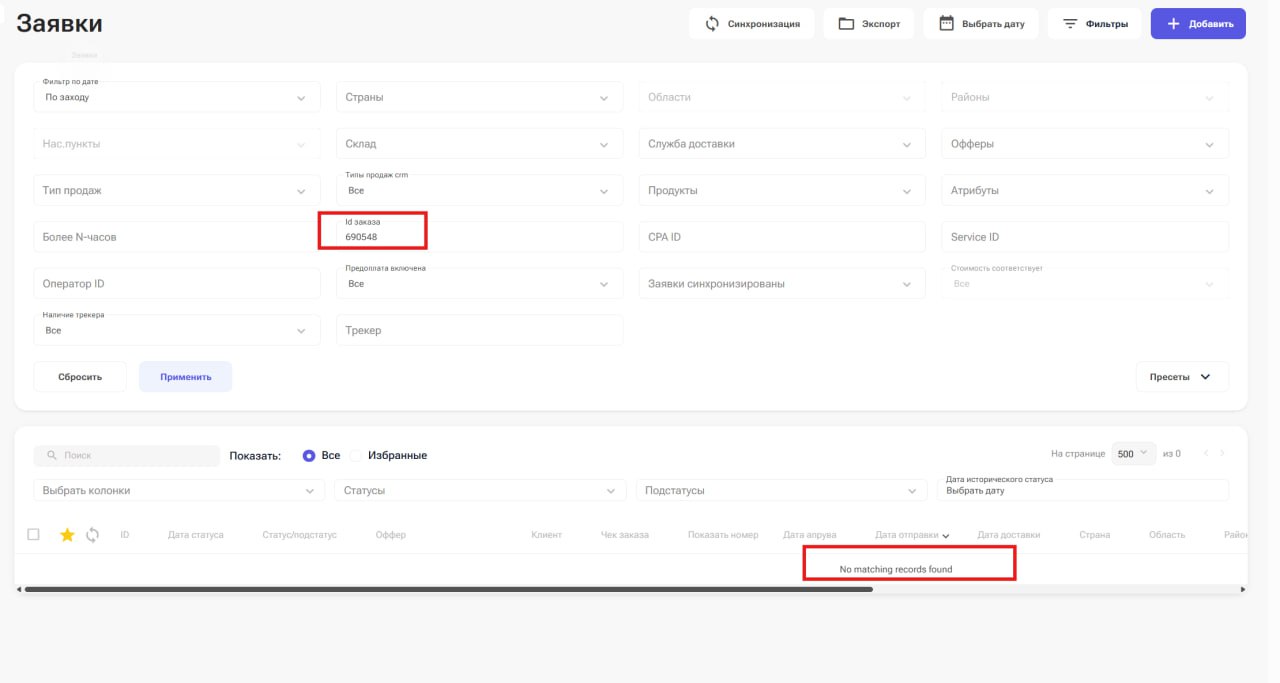 Заявки
Синхронизация
Экспорт
Выбрать дату
Фильтры
Добавить
Заявки
Фильтр по дате
По заходу
Страны
Области
Районы
Нас.пункты
Склад
Служба доставки
Офферы
Тип продаж
Типы продаж crm
Все
Продукты
Атрибуты
Более N-часов
Id заказа
690548
CPA ID
Service ID
Оператор ID
Предоплата включена
Все
Заявки синхронизированы
Стоимость соответствует
Все
Наличие трекера
Все
Трекер
Сбросить
Применить
Пресеты
Поиск
Показать:
Все
Избранные
На странице
500
из 0
Выбрать колонки
Статусы
Подстатусы
Дата исторического статуса
Выбрать дату
ID
Дата статуса
Статус/подстатус
Оффер
Клиент
Чек заказа
Показать номер
Дата апрува
Дата отправки
Дата доставки
Страна
Область
Район
No matching records found